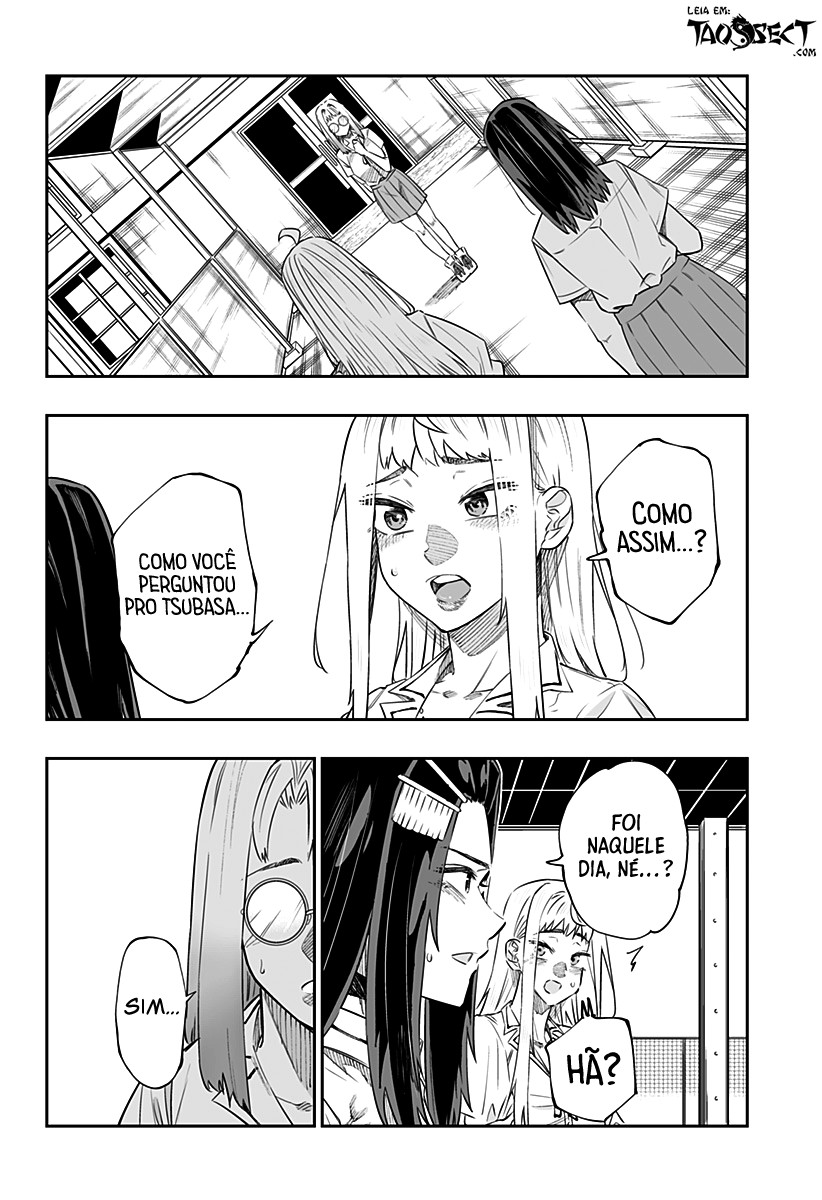 LEIA EM:
TAOSECT
.COM
COMO
ASSIM...?
COMO VOCÊ
PERGUNTOU
PRO TSUBASA...
FOI
NAQUELE
DIA, NÉ...?
HÃ?
SIM...